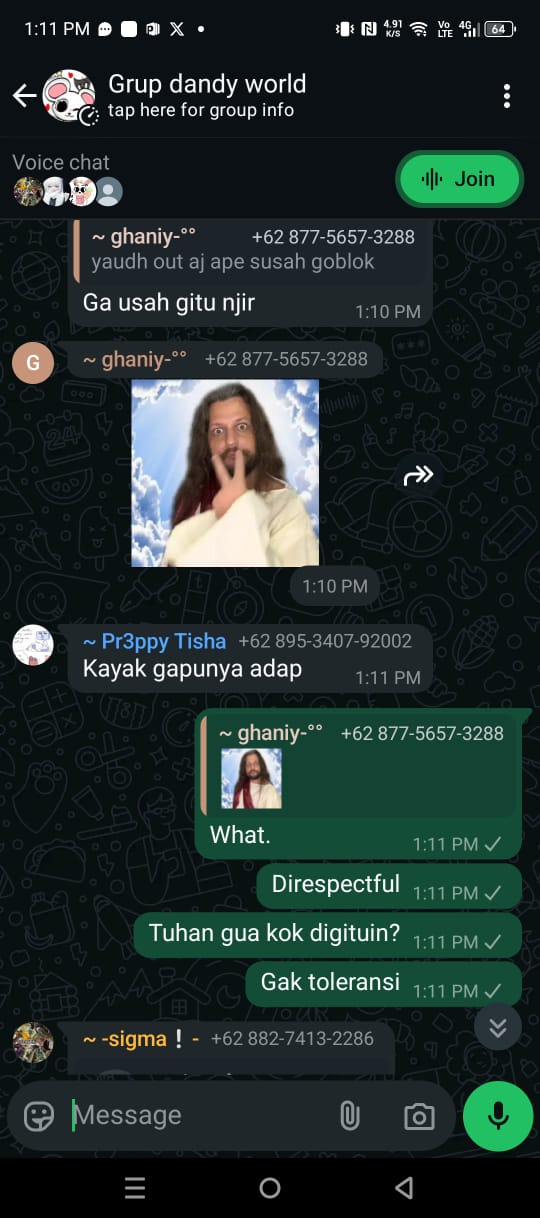 1:11 PM
4.91 K/S
Vo LTE
4G
64
Grup dandy world
tap here for group info
Voice chat
Join
~ ghaniy-°° +62 877-5657-3288
yaudh out aj ape susah goblok
Ga usah gitu njir 1:10 PM
G
~ ghaniy-°° +62 877-5657-3288
1:10 PM
~ Pr3ppy Tisha +62 895-3407-92002
Kayak gapunya adap 1:11 PM
~ ghaniy-°° +62 877-5657-3288
What. 1:11 PM
Direspectful 1:11 PM
Tuhan gua kok digituin? 1:11 PM
Gak toleransi 1:11 PM
~ -sigma❕- +62 882-7413-2286
Message